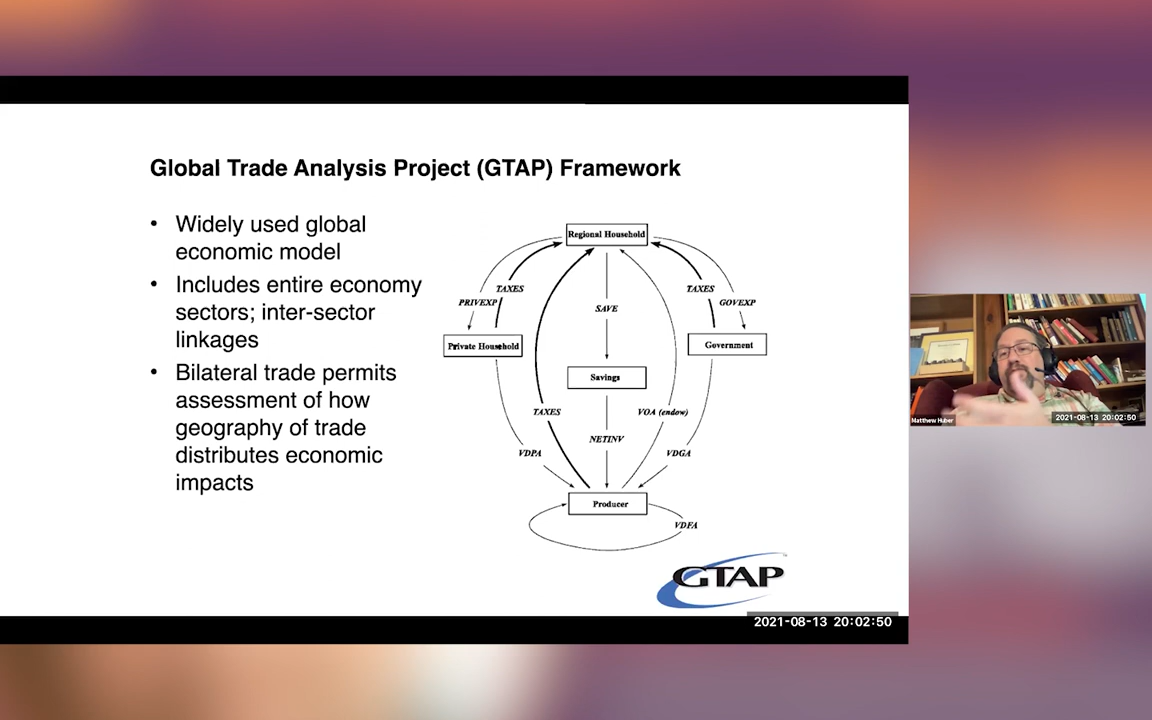 Global Trade Analysis Project (GTAP) Framework
• Widely used global
economic model
• Includes entire economy
sectors; inter-sector
linkages
• Bilateral trade permits
assessment of how
geography of trade
distributes economic
impacts
Regional Household
TAXES
TAXES
PRIVEXP
SAVE
GOVEXP
Private Household
Government
Savings
TAXES
VOA (endow)
NETINV
VDPA
VDGA
Producer
VDFA
GTAP
2021-08-13 20:02:50
Matthew Huber
2021-08-13 20:02:50